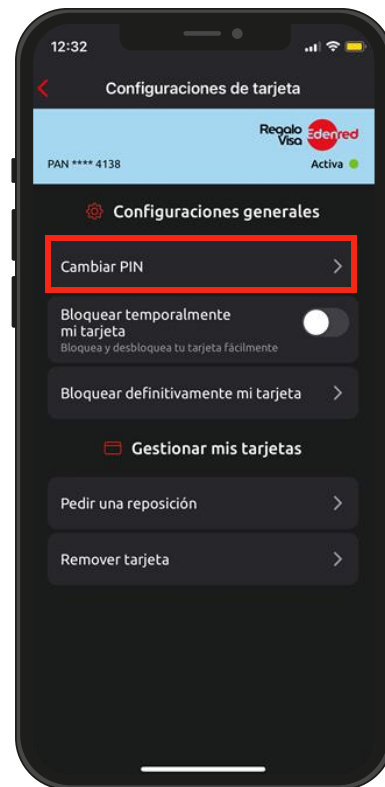 12:32
Configuraciones de tarjeta
Regalo
Visa
Edenred
PAN **** 4138
Activa
Configuraciones generales
Cambiar PIN
Bloquear temporalmente
mi tarjeta
Bloquea y desbloquea tu tarjeta fácilmente
Bloquear definitivamente mi tarjeta
Gestionar mis tarjetas
Pedir una reposición
Remover tarjeta